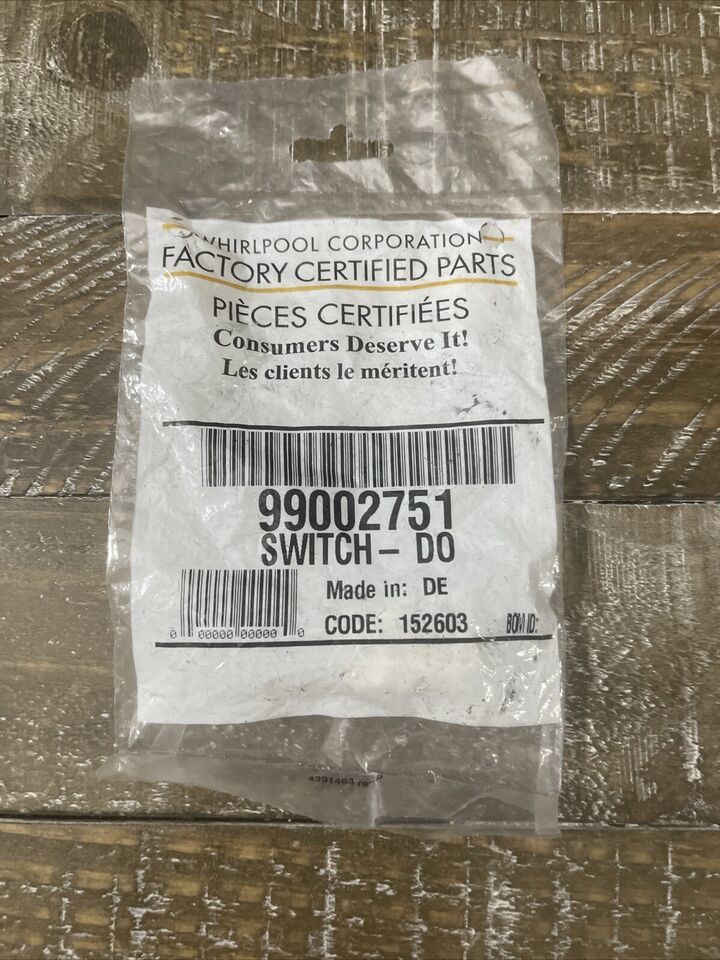 WHIRLPOOL CORPORATION
FACTORY CERTIFIED PARTS
PIÈCES CERTIFIÉES
Consumers Deserve It!
Les clients le méritent!
99002751
SWITCH – DO
Made in: DE
0 00000 00000 0
CODE: 152603
ID:
4391463